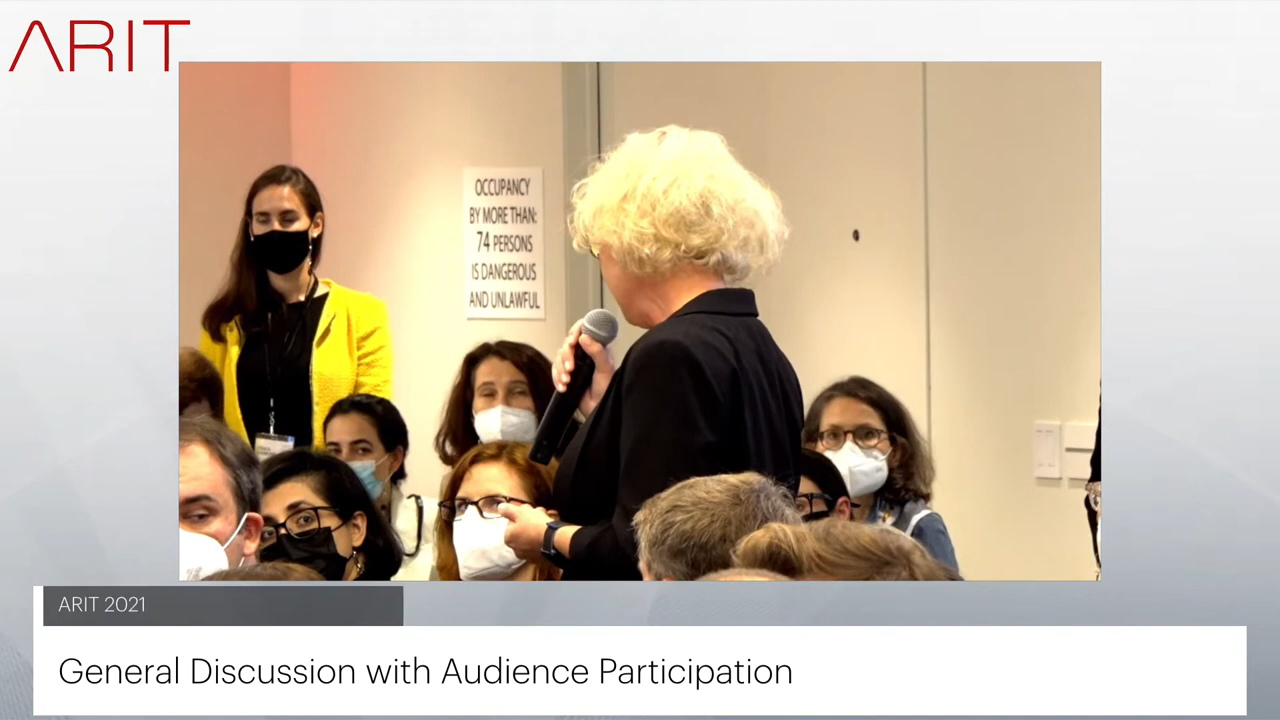 ARIT
OCCUPANCY
BY MORE THAN:
74 PERSONS
IS DANGEROUS
AND UNLAWFUL
ARIT 2021
General Discussion with Audience Participation